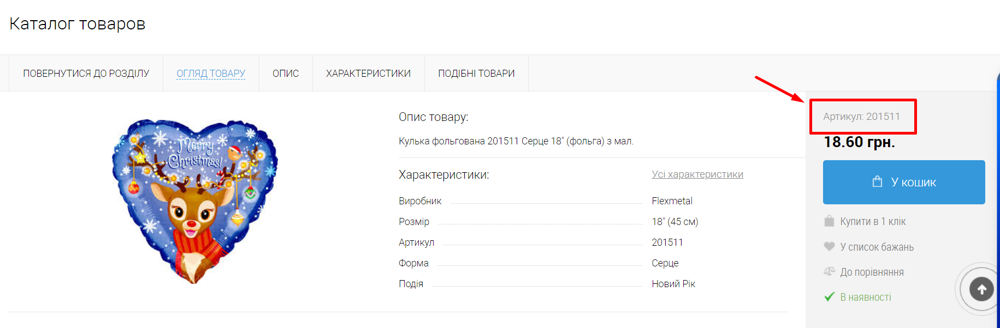 Каталог товаров
ПОВЕРНУТИСЯ ДО РОЗДІЛУ
ОГЛЯД ТОВАРУ
ОПИС
ХАРАКТЕРИСТИКИ
ПОДІБНІ ТОВАРИ
Merry
Christmas!
Опис товару:
Кулька фольгована 201511 Серце 18" (фольга) з мал.
Характеристики: Усі характеристики
Виробник Flexmetal
Розмір 18" (45 см)
Артикул 201511
Форма Серце
Подія Новий Рік
Артикул: 201511
18.60 грн.
У кошик
Купити в 1 клік
У список бажань
До порівняння
В наявності